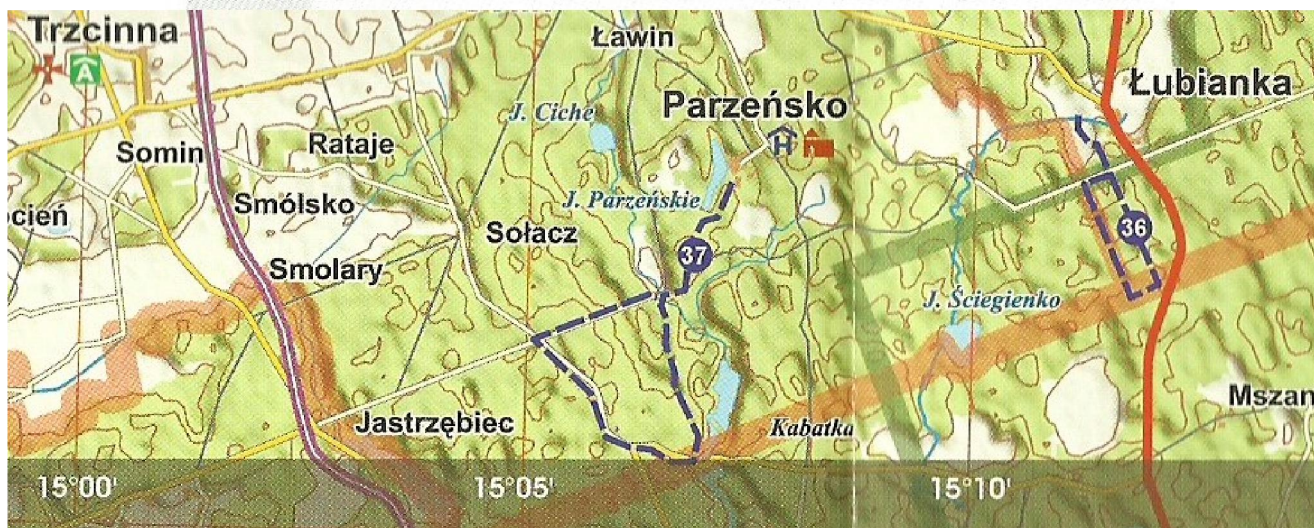 Trzcinna
A
Ławin
Parzeńsko
H
Łubianka
J. Ciche
Somin
Rataje
J. Parzeńskie
ocień
Smólsko
Sołacz
36
37
Smolary
J. Ściegienko
Jastrzębiec
Kabatka
Mszan
15°00'
15°05'
15°10'